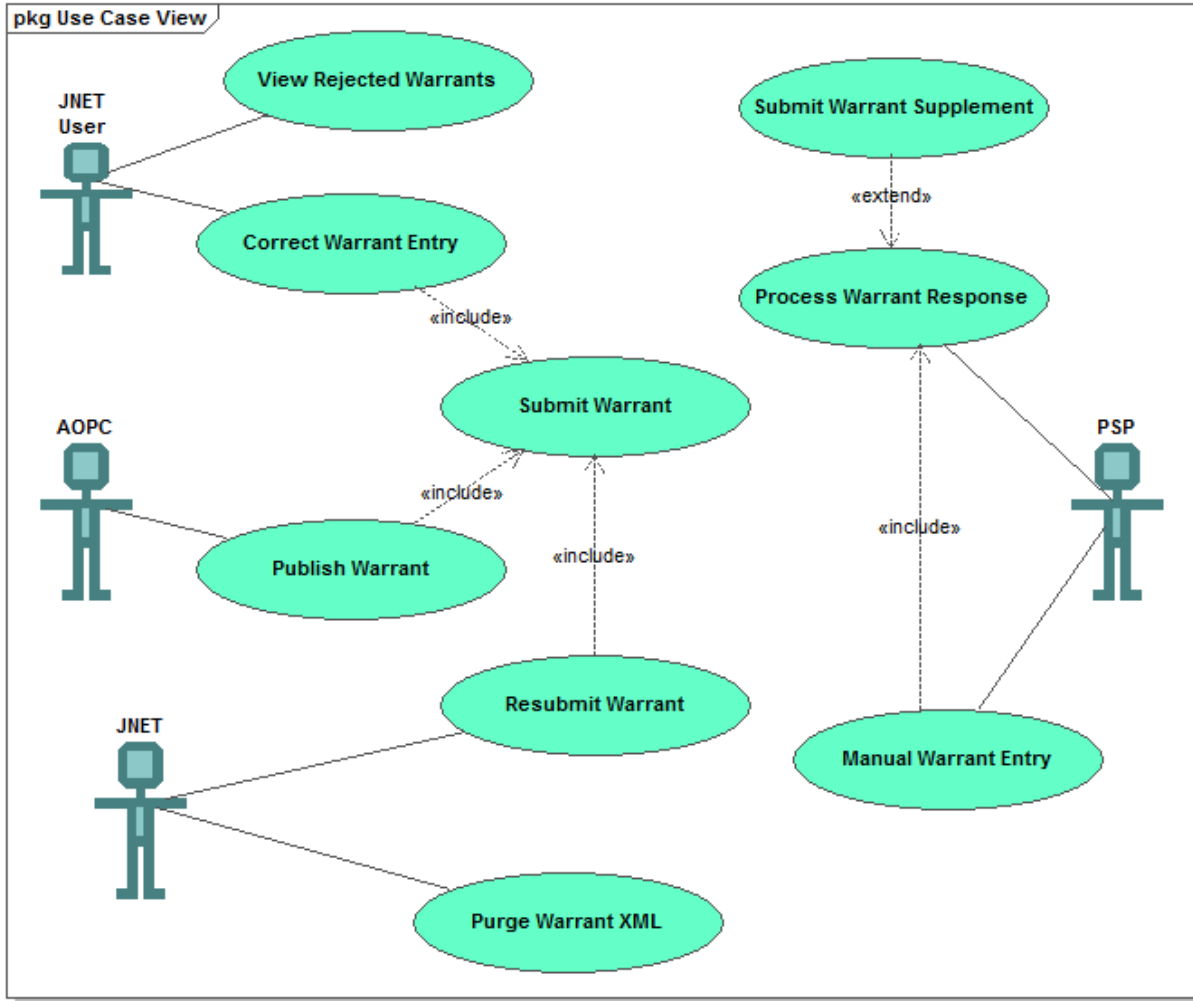 pkg Use Case View
View Rejected Warrants
Submit Warrant Supplement
JNET
User
«extend»
Correct Warrant Entry
Process Warrant Response
«include»
Submit Warrant
AOPC
PSP
«include»
«include»
«include»
Publish Warrant
Resubmit Warrant
JNET
Manual Warrant Entry
Purge Warrant XML